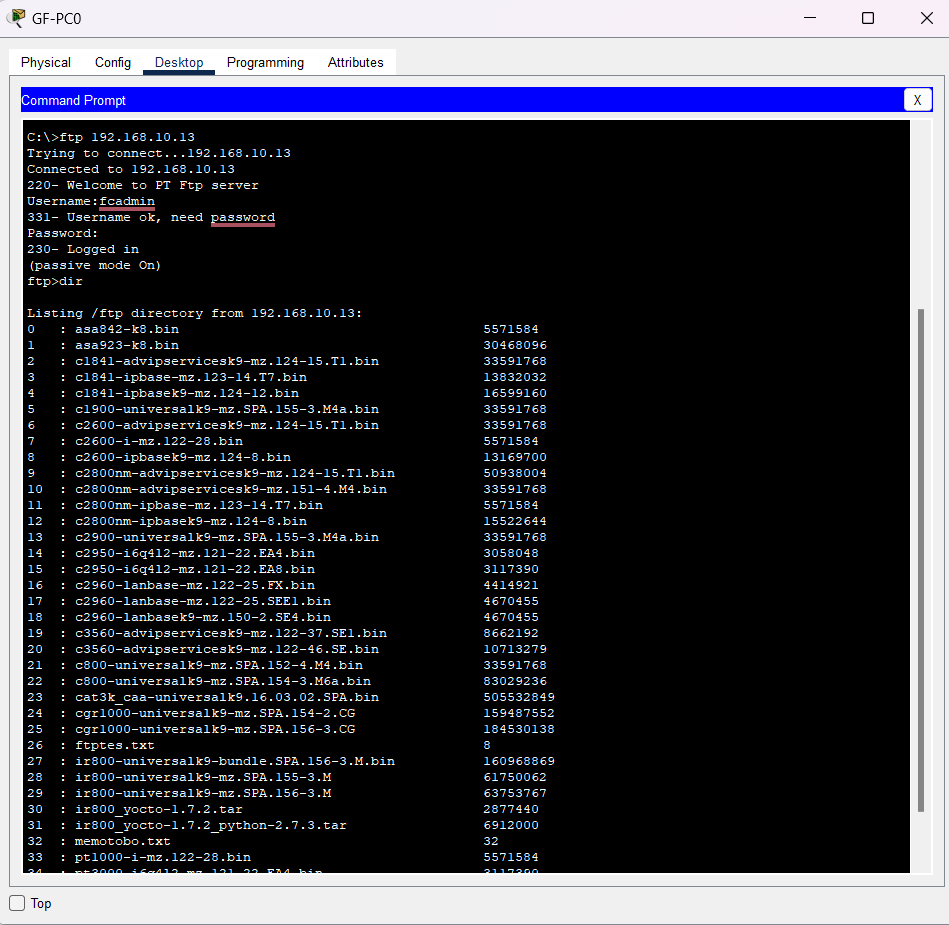 GF-PC0
Physical Config Desktop Programming Attributes
Command Prompt X
C:\>ftp 192.168.10.13
Trying to connect...192.168.10.13
Connected to 192.168.10.13
220- Welcome to PT Ftp server
Username:fcadmin
331- Username ok, need password
Password:
230- Logged in
(passive mode On)
ftp>dir
Listing /ftp directory from 192.168.10.13:
0 : asa842-k8.bin 5571584
1 : asa923-k8.bin 30468096
2 : c1841-advipservicesk9-mz.124-15.T1.bin 33591768
3 : c1841-ipbase-mz.123-14.T7.bin 13832032
4 : c1841-ipbasek9-mz.124-12.bin 16599160
5 : c1900-universalk9-mz.SPA.155-3.M4a.bin 33591768
6 : c2600-advipservicesk9-mz.124-15.T1.bin 33591768
7 : c2600-i-mz.122-28.bin 5571584
8 : c2600-ipbasek9-mz.124-8.bin 13169700
9 : c2800nm-advipservicesk9-mz.124-15.T1.bin 50938004
10 : c2800nm-advipservicesk9-mz.151-4.M4.bin 33591768
11 : c2800nm-ipbase-mz.123-14.T7.bin 5571584
12 : c2800nm-ipbasek9-mz.124-8.bin 15522644
13 : c2900-universalk9-mz.SPA.155-3.M4a.bin 33591768
14 : c2950-i6q4l2-mz.121-22.EA4.bin 3058048
15 : c2950-i6q4l2-mz.121-22.EA8.bin 3117390
16 : c2960-lanbase-mz.122-25.FX.bin 4414921
17 : c2960-lanbase-mz.122-25.SEE1.bin 4670455
18 : c2960-lanbasek9-mz.150-2.SE4.bin 4670455
19 : c3560-advipservicesk9-mz.122-37.SE1.bin 8662192
20 : c3560-advipservicesk9-mz.122-46.SE.bin 10713279
21 : c800-universalk9-mz.SPA.152-4.M4.bin 33591768
22 : c800-universalk9-mz.SPA.154-3.M6a.bin 83029236
23 : cat3k_caa-universalk9.16.03.02.SPA.bin 505532849
24 : cgr1000-universalk9-mz.SPA.154-2.CG 159487552
25 : cgr1000-universalk9-mz.SPA.156-3.CG 184530138
26 : ftptes.txt 8
27 : ir800-universalk9-bundle.SPA.156-3.M.bin 160968869
28 : ir800-universalk9-mz.SPA.155-3.M 61750062
29 : ir800-universalk9-mz.SPA.156-3.M 63753767
30 : ir800_yocto-1.7.2.tar 2877440
31 : ir800_yocto-1.7.2_python-2.7.3.tar 6912000
32 : memotobo.txt 32
33 : pt1000-i-mz.122-28.bin 5571584
34 : pt3000-i6q4l2-mz.121-22.EA4.bin 3117390
Top